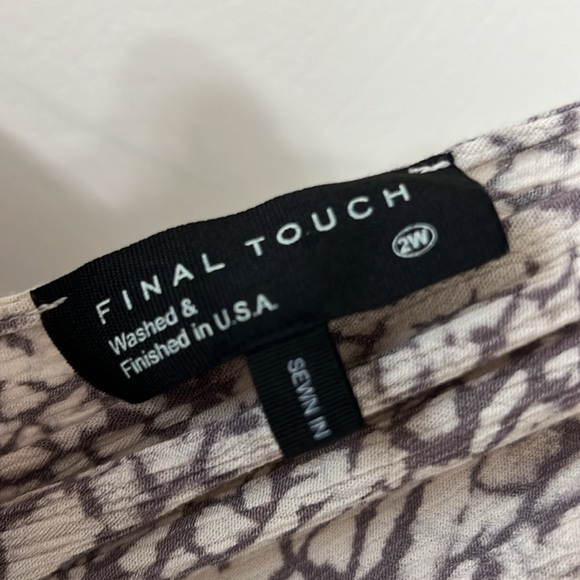 FINAL TOUCH
2W
Washed &
Finished in U.S.A.
SEWN IN